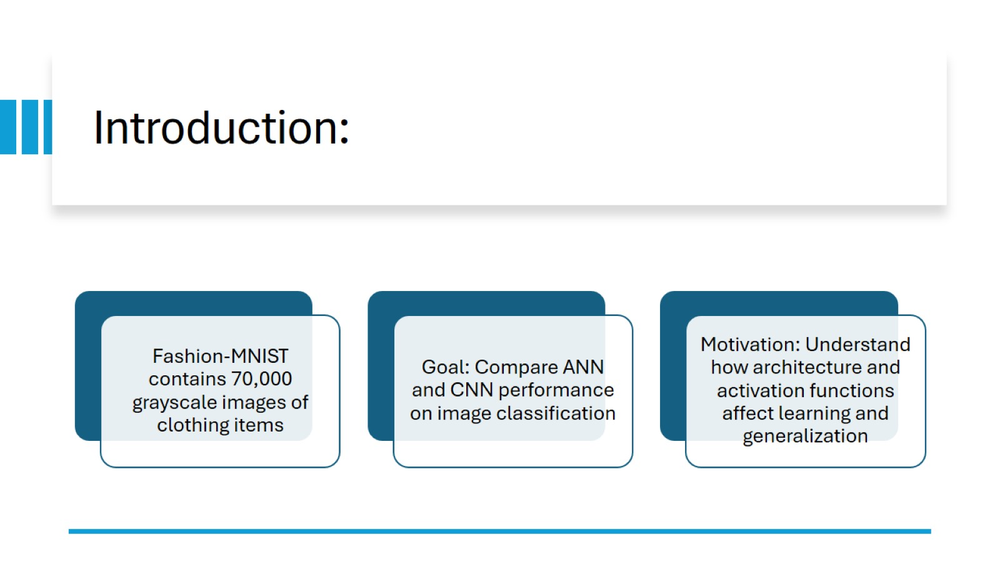 Introduction:
Fashion-MNIST
contains 70,000
grayscale images of
clothing items
Goal: Compare ANN
and CNN performance
on image classification
Motivation: Understand
how architecture and
activation functions
affect learning and
generalization